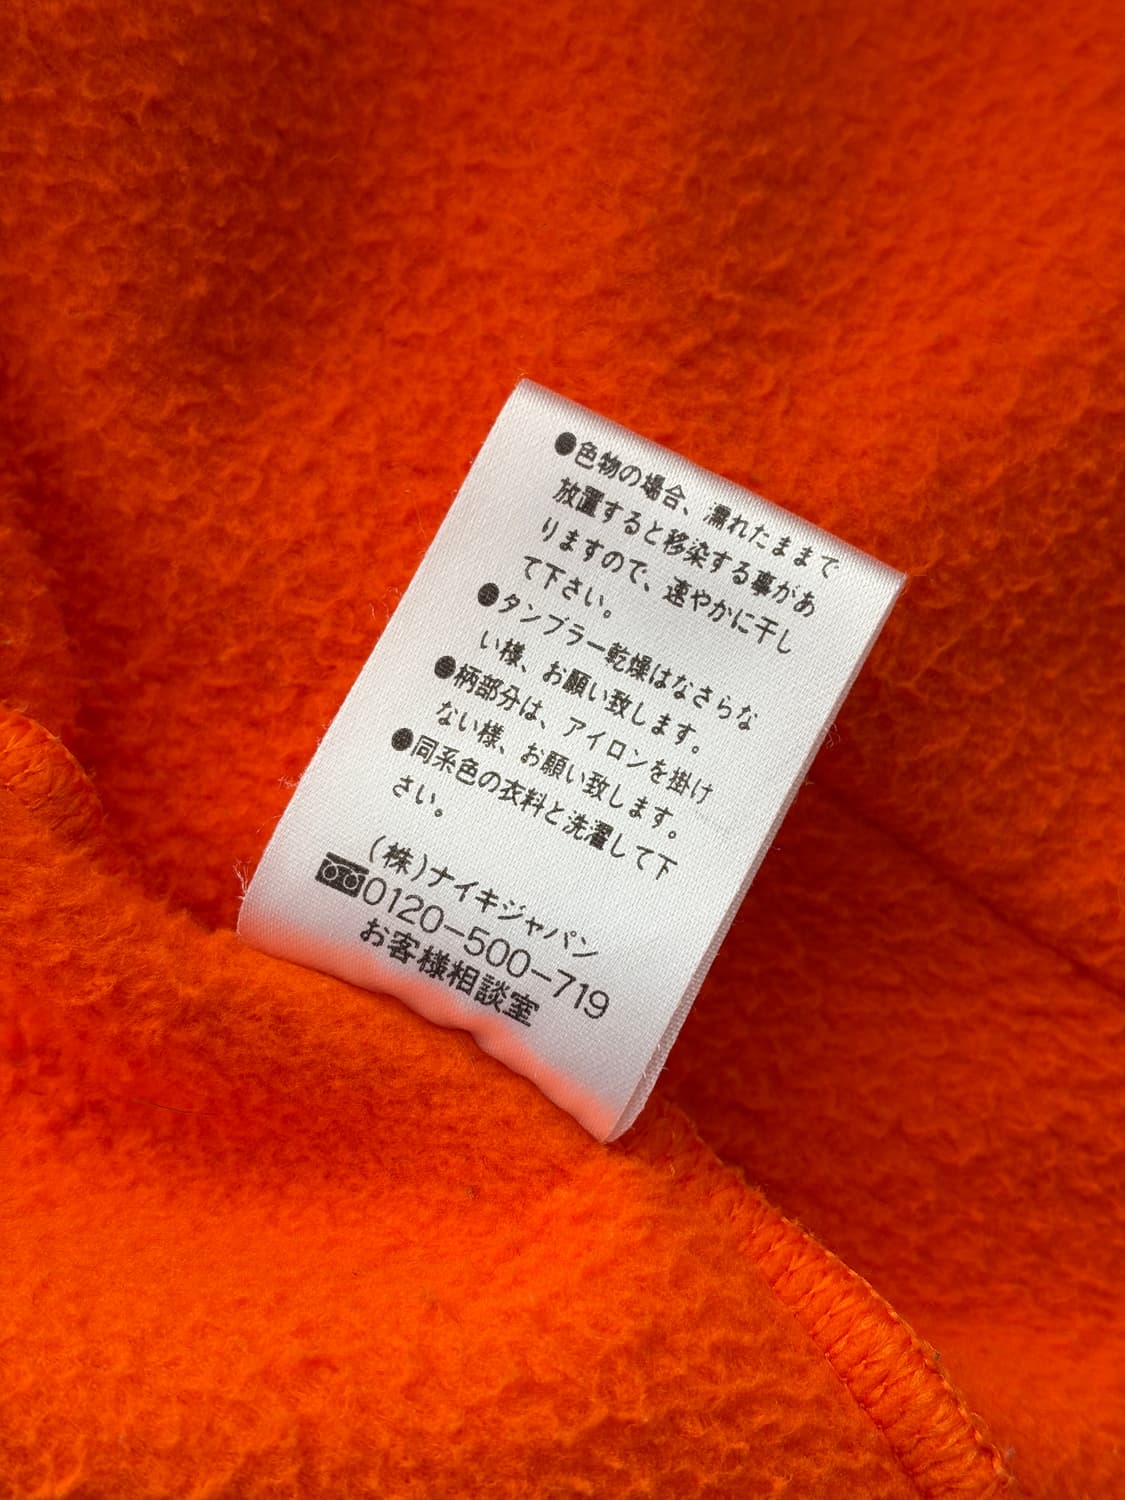 ●色物の場合、濡れたままで
放置すると移染する事があ
りますので、速やかに干し
て下さい。
●タンブラー乾燥はなさらな
い様、お願い致します。
●柄部分は、アイロンを掛け
ない様、お願い致します。
●同系色の衣料と洗濯して下
さい。
(株)ナイキジャパン
0120-500-719
お客様相談室